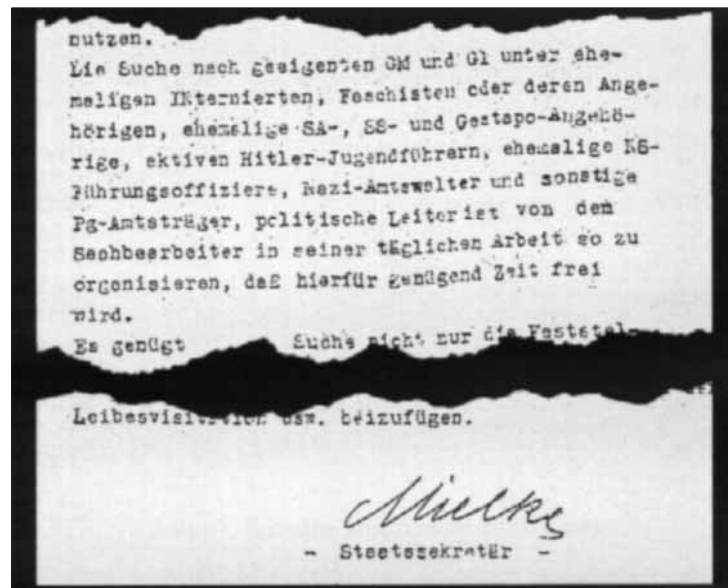 nutzen.
Die Suche nach geeigenten GM und GI unter ehe-
maligen Internierten, Faschisten oder deren Ange-
hörigen, ehemalige SA-, SS- und Gestapo-Angehö-
rige, aktiven Hitler-Jugendführern, ehemalige NS-
Führungsoffiziere, Nazi-Amtswalter und sonstige
Pg-Amtsträger, politische Leiter ist von dem
Sachbearbeiter in seiner täglichen Arbeit so zu
organisieren, daß hierfür genügend Zeit frei
wird.
Es genügt Suche nicht nur die Festetel-
Leibesvisitation usw. beizufügen.
Mielke
- Staatssekretär -